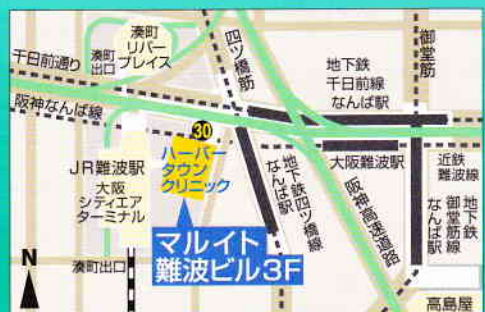 湊町
リバー
プレイス
湊町
出口
千日前通り
阪神なんば線
四ツ橋筋
御堂筋
地下鉄
千日前線
なんば駅
30
ハーバー
タウン
クリニック
JR難波駅
大阪
シティエア
ターミナル
地下鉄四ツ橋線
なんば駅
大阪難波駅
近鉄
難波線
阪神高速道路
地下鉄
御堂筋線
なんば駅
マルイト
難波ビル3F
湊町出口
N
高島屋